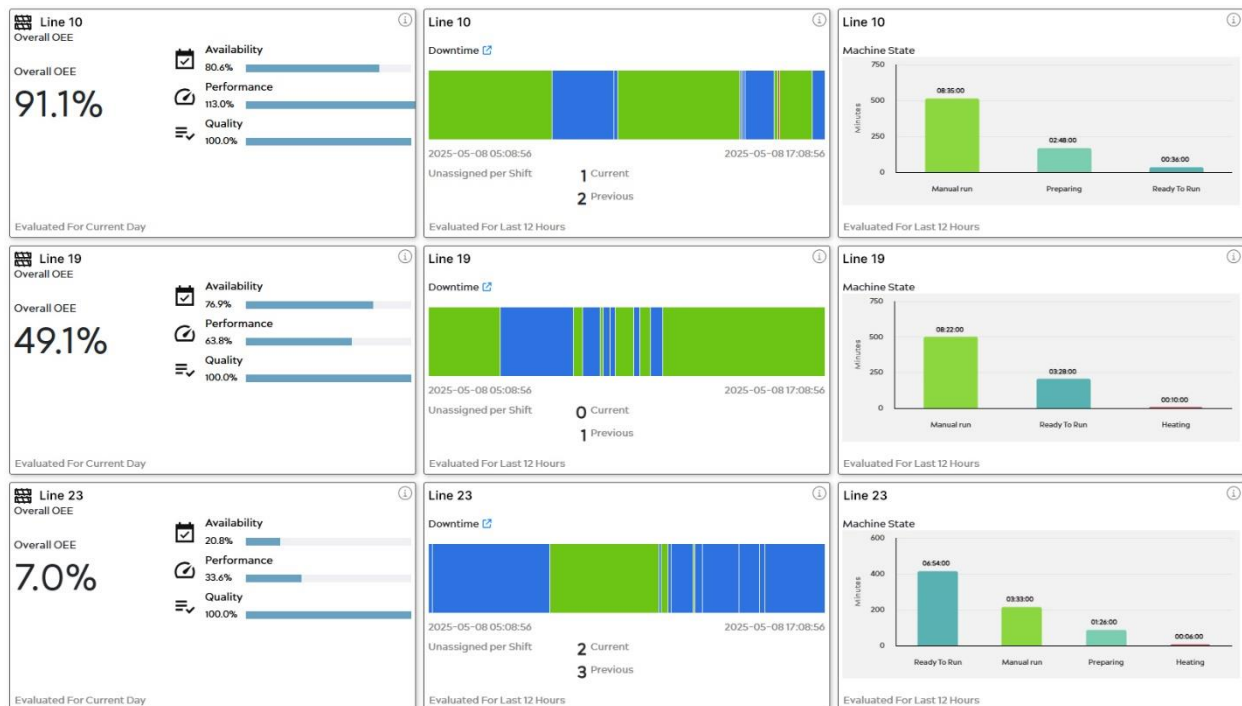 Line 10
Overall OEE
Overall OEE
91.1%
Availability
80.6%
Performance
113.0%
Quality
100.0%
Evaluated For Current Day
Line 10
Downtime
2025-05-08 05:08:56 2025-05-08 17:08:56
Unassigned per Shift 1 Current
2 Previous
Evaluated For Last 12 Hours
Line 10
Machine State
750
500
250
0
Minutes
08:35:00
02:48:00
00:36:00
Manual run Preparing Ready To Run
Evaluated For Last 12 Hours
Line 19
Overall OEE
Overall OEE
49.1%
Availability
76.9%
Performance
63.8%
Quality
100.0%
Evaluated For Current Day
Line 19
Downtime
2025-05-08 05:08:56 2025-05-08 17:08:56
Unassigned per Shift 0 Current
1 Previous
Evaluated For Last 12 Hours
Line 19
Machine State
750
500
250
0
Minutes
08:22:00
03:28:00
00:10:00
Manual run Ready To Run Heating
Evaluated For Last 12 Hours
Line 23
Overall OEE
Overall OEE
7.0%
Availability
20.8%
Performance
33.6%
Quality
100.0%
Evaluated For Current Day
Line 23
Downtime
2025-05-08 05:08:56 2025-05-08 17:08:56
Unassigned per Shift 2 Current
3 Previous
Evaluated For Last 12 Hours
Line 23
Machine State
600
400
200
0
Minutes
06:54:00
03:33:00
01:26:00
00:06:00
Ready To Run Manual run Preparing Heating
Evaluated For Last 12 Hours